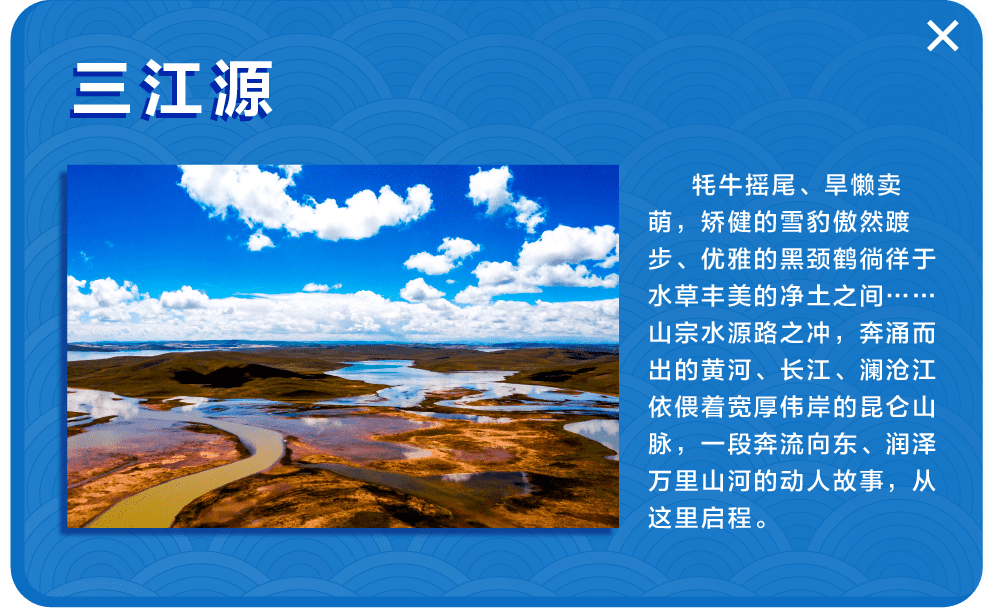 三江源
牦牛摇尾、旱懒卖
萌，矫健的雪豹傲然踱
步、优雅的黑颈鹤徜徉于
水草丰美的净土之间……
山宗水源路之冲，奔涌而
出的黄河、长江、澜沧江
依偎着宽厚伟岸的昆仑山
脉，一段奔流向东、润泽
万里山河的动人故事，从
这里启程。